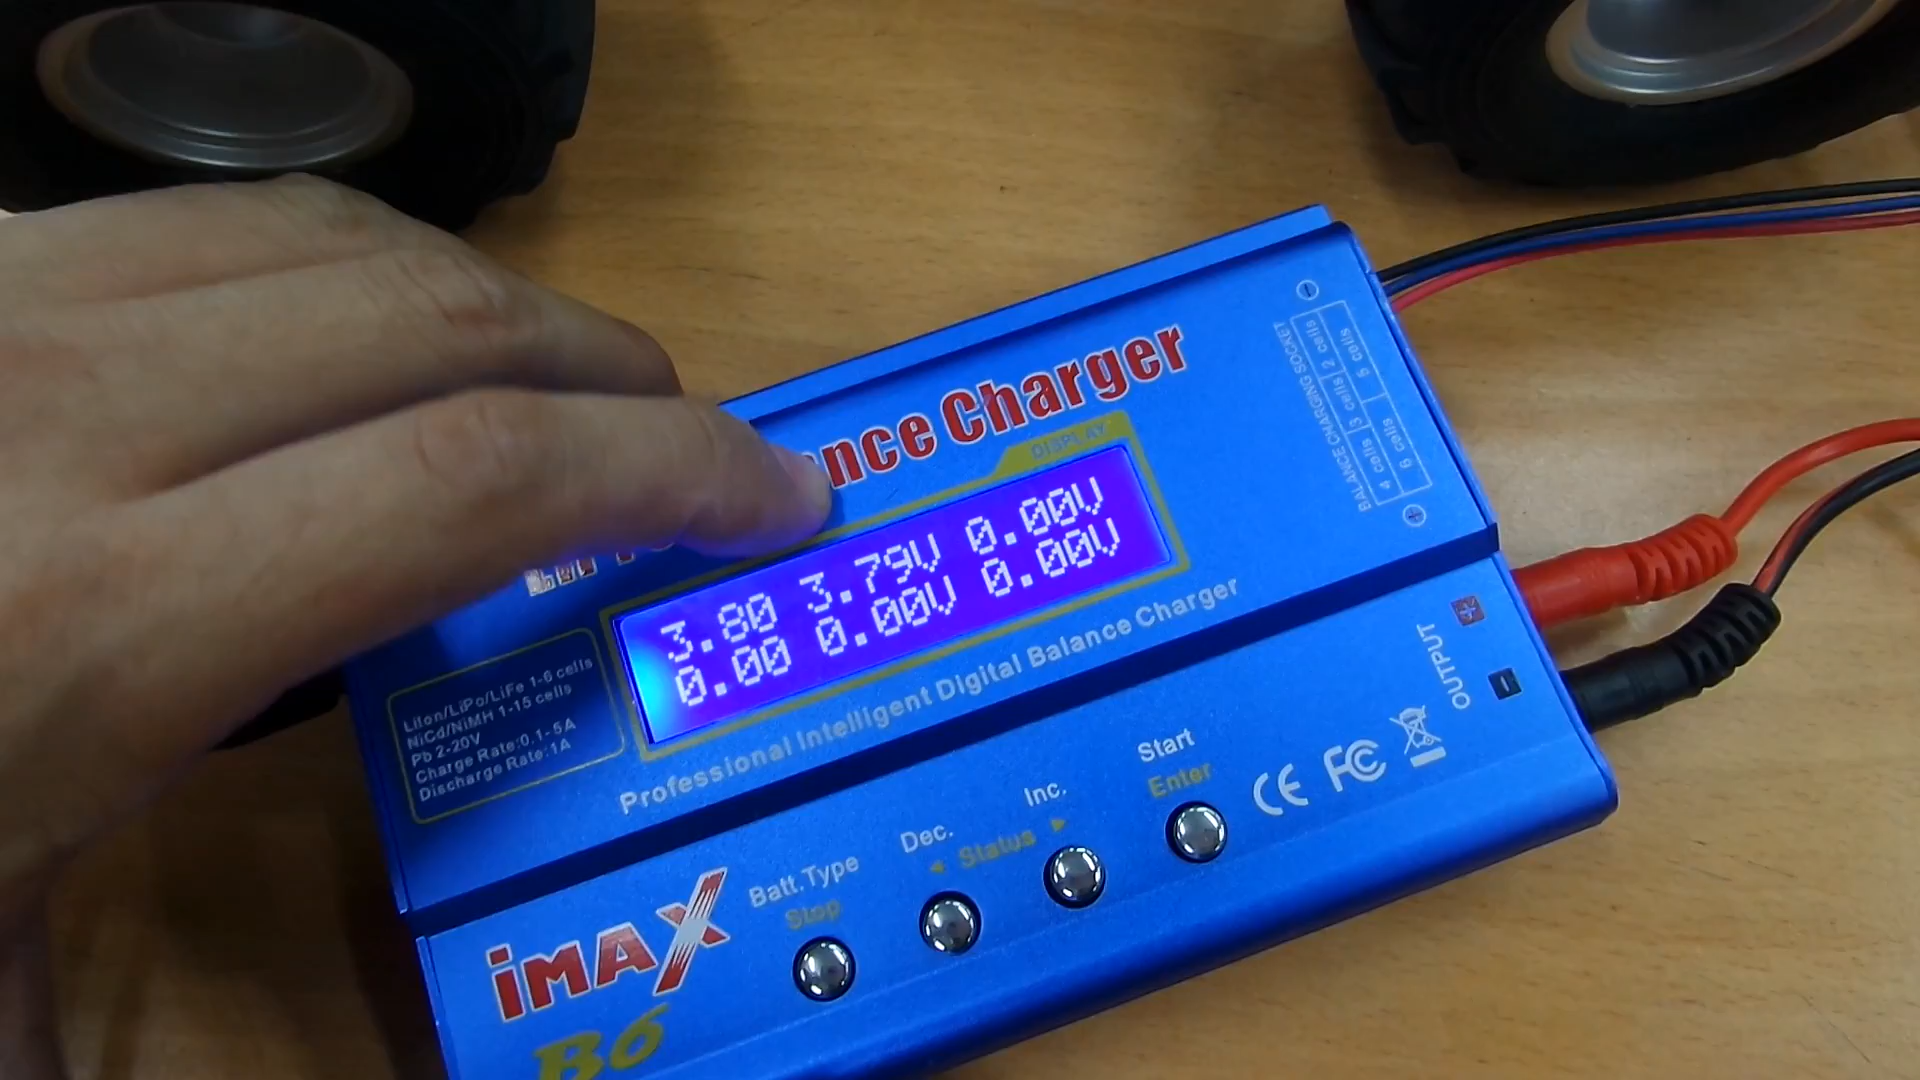 nce Charger
DISPLAY
3.80 3.79V 0.00V
0.00 0.00V 0.00V
Professional Intelligent Digital Balance Charger
LiIon/LiPo/LiFe 1-6 cells
NiCd/NiMH 1-15 cells
Pb 2-20V
Charge Rate:0.1-5A
Discharge Rate:1A
BALANCE CHARGING SOCKET
2 cells
3 cells
4 cells
5 cells
6 cells
OUTPUT
+
-
Batt.Type
Stop
Dec.
Inc.
◄ Status ►
Start
Enter
CE FC
iMAX
B6